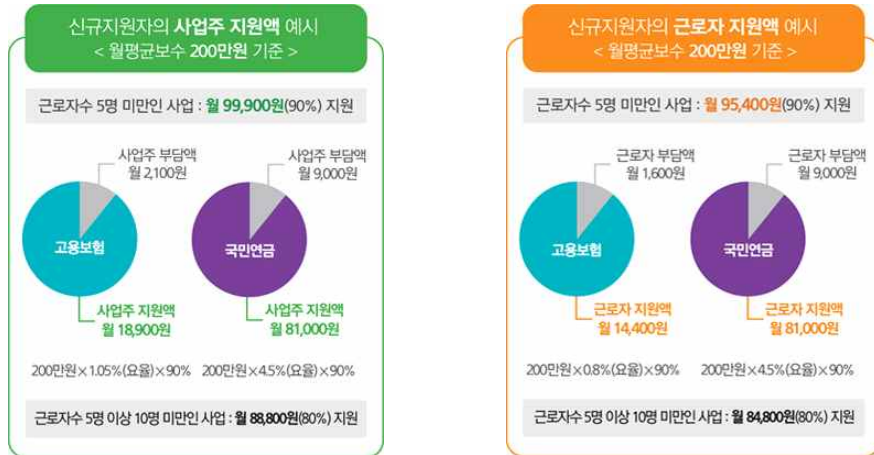 신규지원자의 사업주 지원액 예시
< 월평균보수 200만원 기준 >
근로자수 5명 미만인 사업 : 월 99,900원(90%) 지원
사업주 부담액
월 2,100원
사업주 부담액
월 9,000원
고용보험
국민연금
사업주 지원액
월 18,900원
사업주 지원액
월 81,000원
200만원×1.05%(요율)×90%
200만원×4.5%(요율)×90%
근로자수 5명 이상 10명 미만인 사업 : 월 88,800원(80%) 지원
신규지원자의 근로자 지원액 예시
< 월평균보수 200만원 기준 >
근로자수 5명 미만인 사업 : 월 95,400원(90%) 지원
근로자 부담액
월 1,600원
근로자 부담액
월 9,000원
고용보험
국민연금
근로자 지원액
월 14,400원
근로자 지원액
월 81,000원
200만원×0.8%(요율)×90%
200만원×4.5%(요율)×90%
근로자수 5명 이상 10명 미만인 사업 : 월 84,800원(80%) 지원